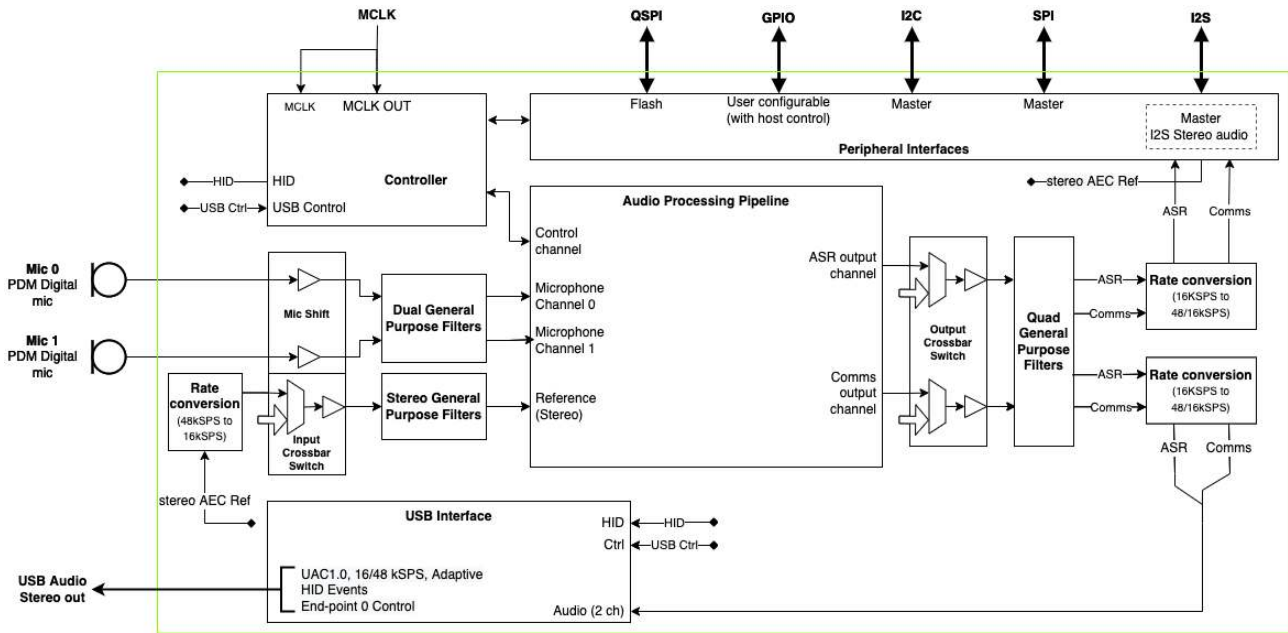 MCLK
QSPI
GPIO
I2C
SPI
I2S
MCLK
MCLK OUT
HID
HID
Controller
USB Ctrl
USB Control
Flash
User configurable
(with host control)
Master
Master
Master
I2S Stereo audio
Peripheral Interfaces
stereo AEC Ref
ASR
Comms
Audio Processing Pipeline
Control
channel
Microphone
Channel 0
Microphone
Channel 1
Reference
(Stereo)
ASR output
channel
Comms
output
channel
Mic 0
PDM Digital
mic
Mic 1
PDM Digital
mic
Mic Shift
Dual General
Purpose Filters
Rate
conversion
(48kSPS to
16kSPS)
Input
Crossbar
Switch
Stereo General
Purpose Filters
Output
Crossbar
Switch
Quad
General
Purpose
Filters
ASR
Comms
Rate conversion
(16KSPS to
48/16kSPS)
ASR
Comms
Rate conversion
(16KSPS to
48/16kSPS)
ASR
Comms
stereo AEC Ref
USB Interface
HID
HID
Ctrl
USB Ctrl
UAC1.0, 16/48 kSPS, Adaptive
HID Events
End-point 0 Control
Audio (2 ch)
USB Audio
Stereo out